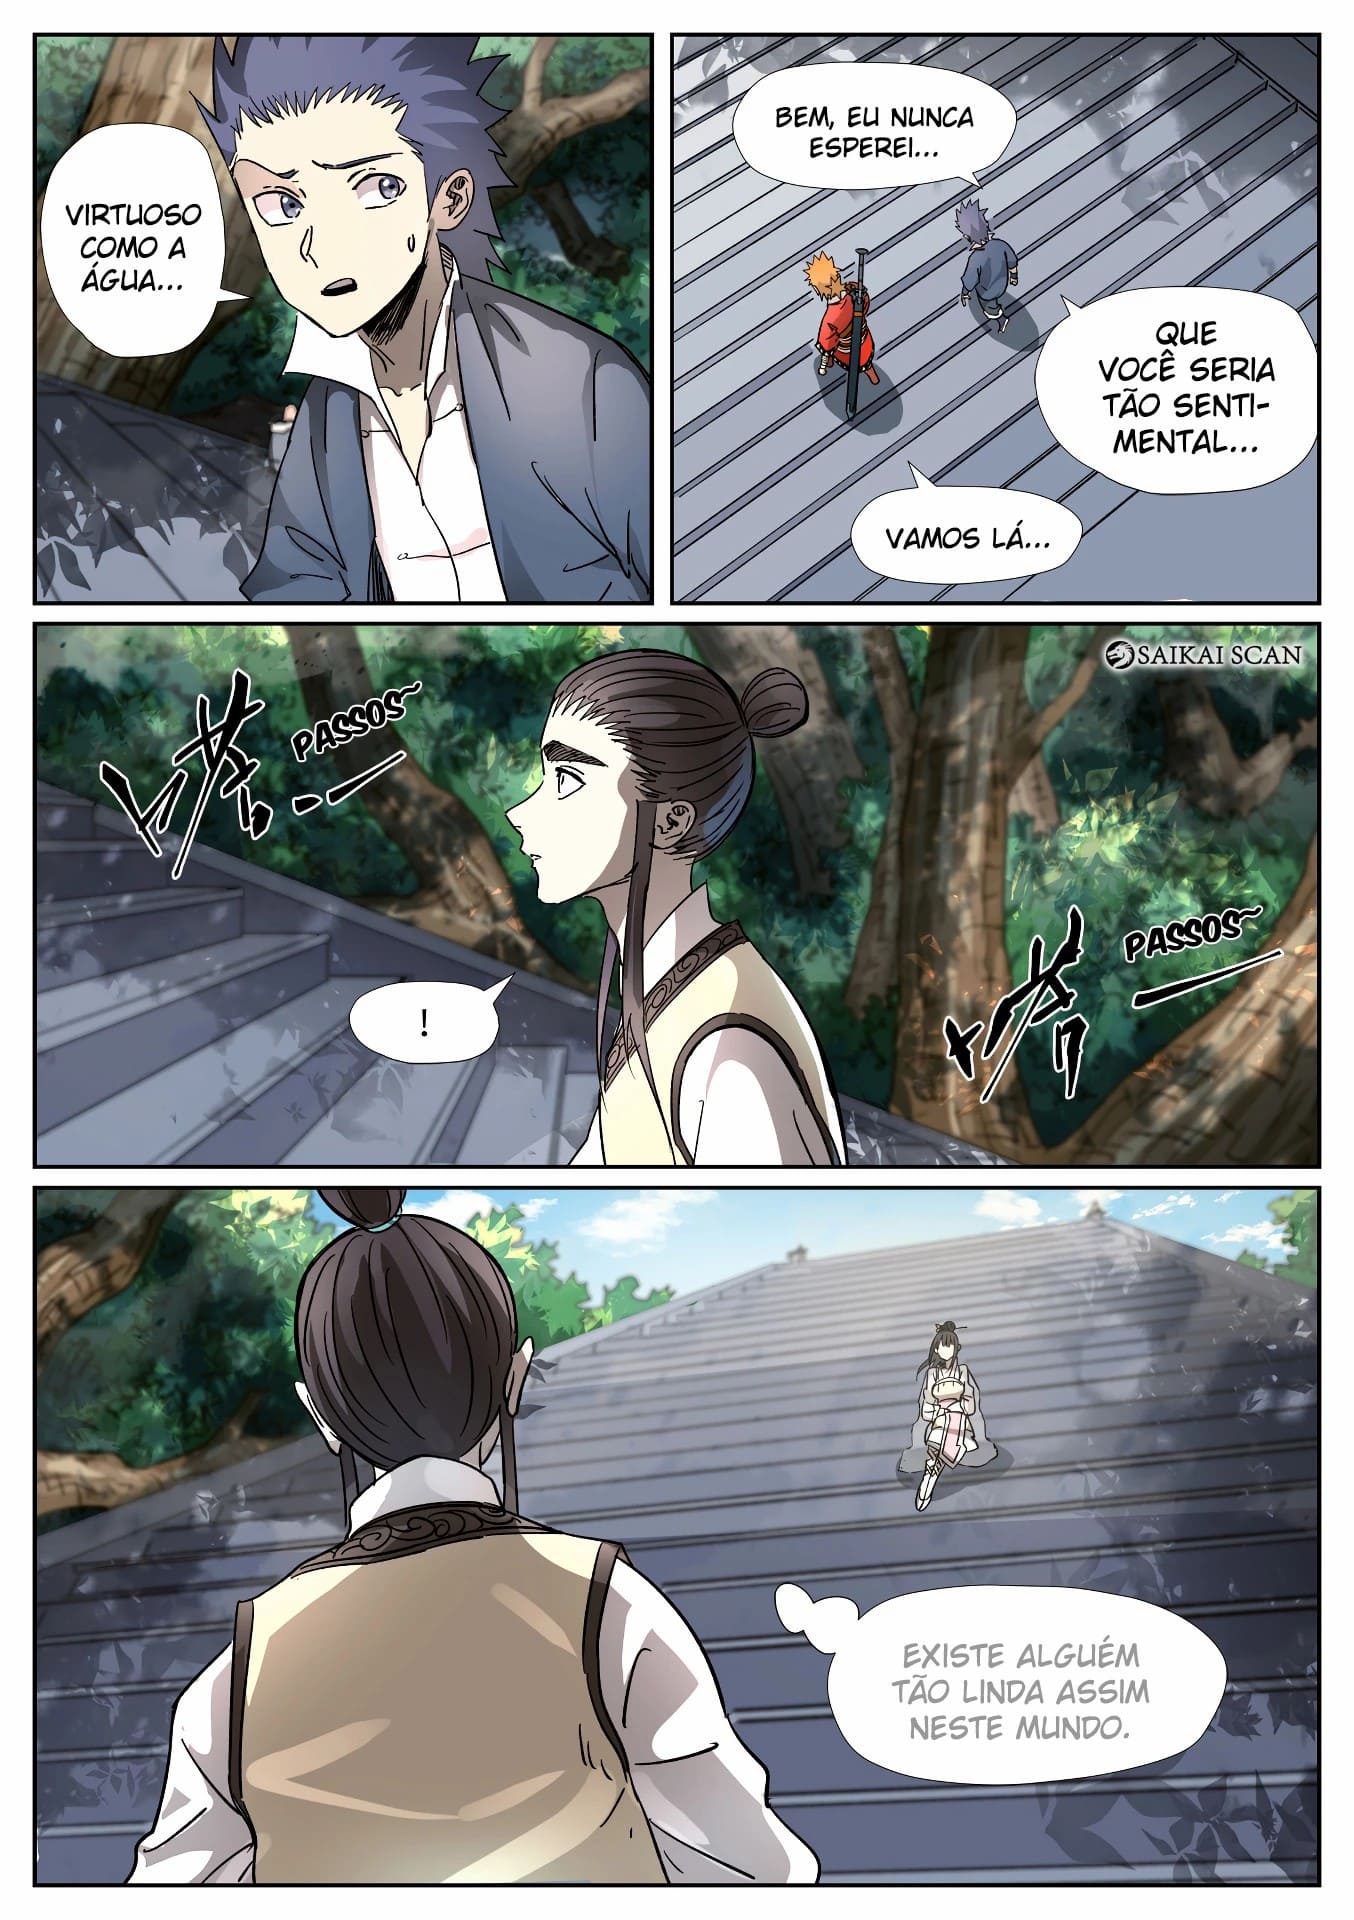 VIRTUOSO
COMO A
ÁGUA...
BEM, EU NUNCA
ESPEREI...
QUE
VOCÊ SERIA
TÃO SENTI-
MENTAL...
VAMOS LÁ...
SAIKAI SCAN
PASSOS~
!
PASSOS~
EXISTE ALGUÉM
TÃO LINDA ASSIM
NESTE MUNDO.